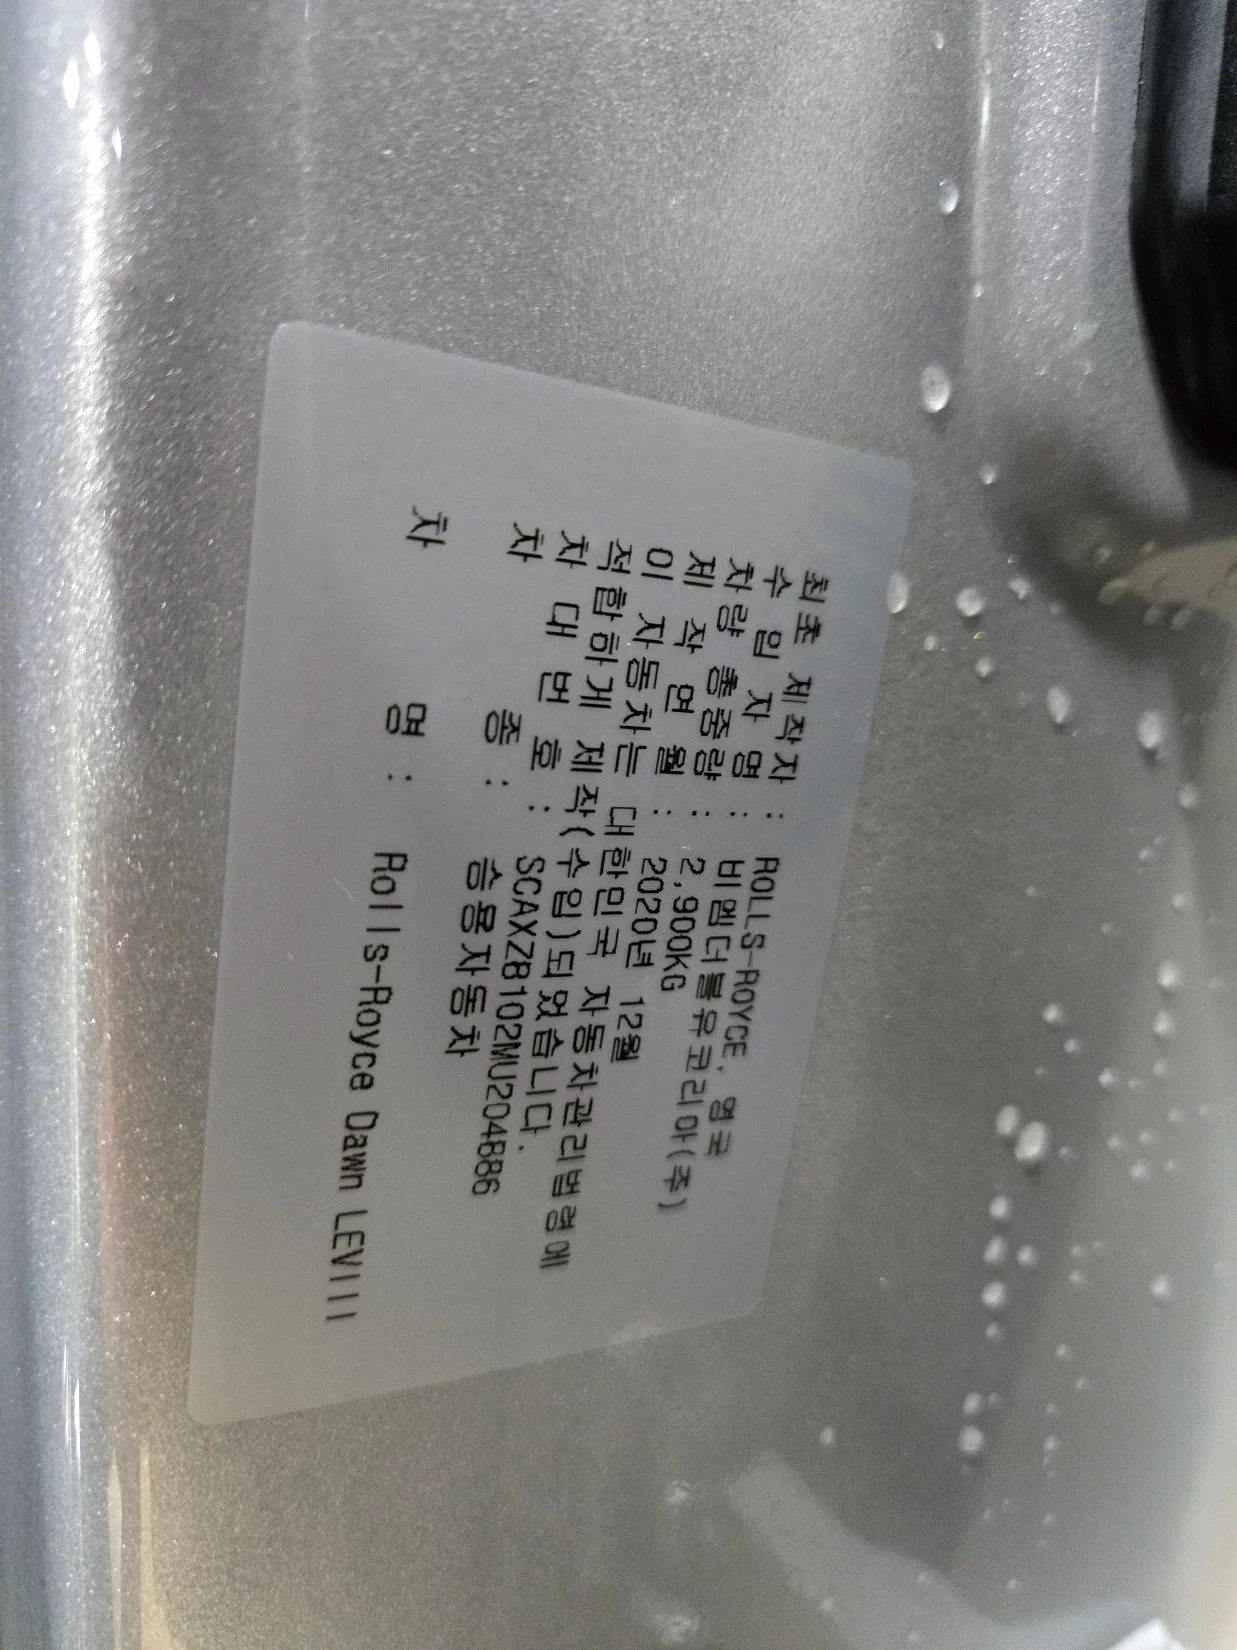 최초 제작자 : ROLLS-ROYCE, 영국
수 입 자 명 : 비엠더블유코리아(주)
차량 총중량 : 2,900KG
제 작 연 월 : 2020년 12월
이 자동차는 대한민국 자동차관리법령에
적합하게 제작(수입)되었습니다.
차 대 번 호 : SCAXZB102MU204886
차 종 : 승용자동차
차 명 : Rolls-Royce Dawn LEVIII